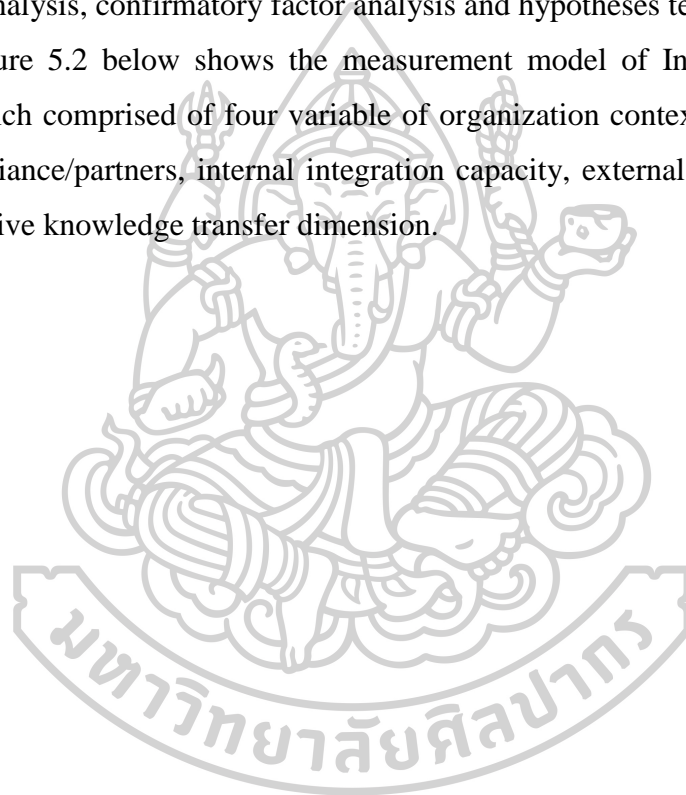 nalysis, confirmatory factor analysis and hypotheses te
ure 5.2 below shows the measurement model of In
ich comprised of four variable of organization contex
iance/partners, internal integration capacity, external
ive knowledge transfer dimension.
มหาวิทยาลัยศิลปากร